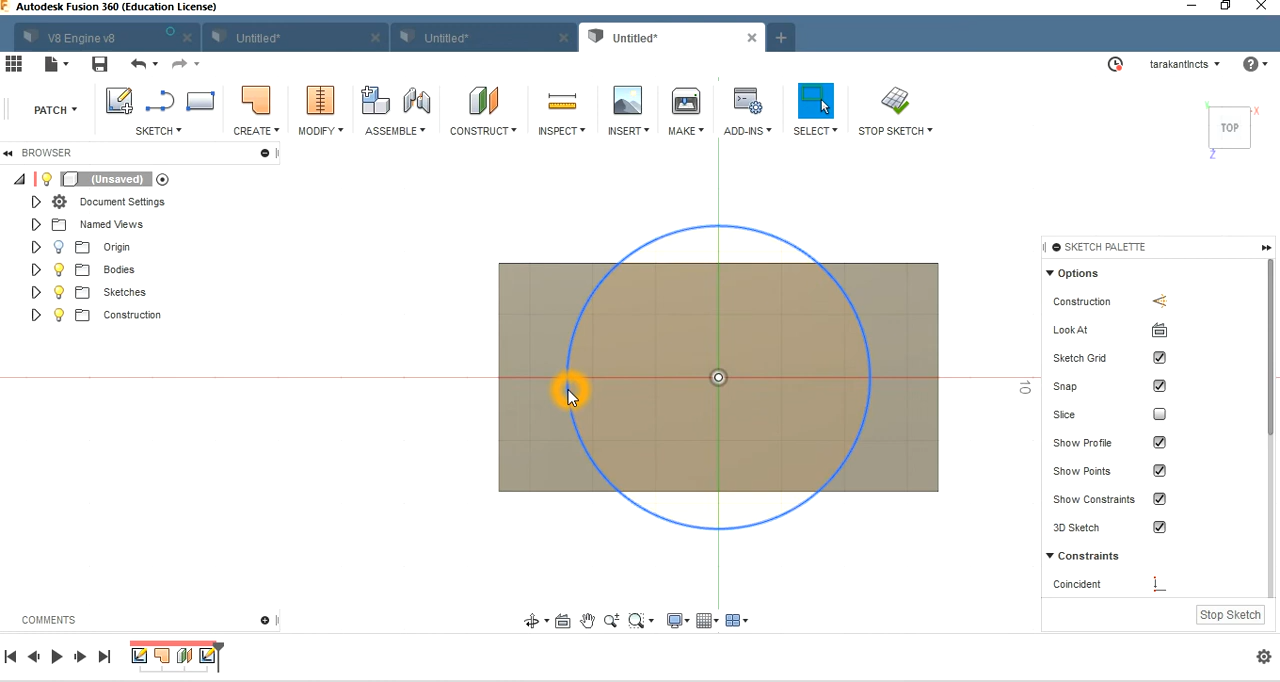 Autodesk Fusion 360 (Education License)
V8 Engine v8
Untitled*
Untitled*
Untitled*
tarakantlncts
PATCH
SKETCH
CREATE
MODIFY
ASSEMBLE
CONSTRUCT
INSPECT
INSERT
MAKE
ADD-INS
SELECT
STOP SKETCH
TOP
X
Y
Z
BROWSER
(Unsaved)
Document Settings
Named Views
Origin
Bodies
Sketches
Construction
10
SKETCH PALETTE
Options
Construction
Look At
Sketch Grid
Snap
Slice
Show Profile
Show Points
Show Constraints
3D Sketch
Constraints
Coincident
Stop Sketch
COMMENTS